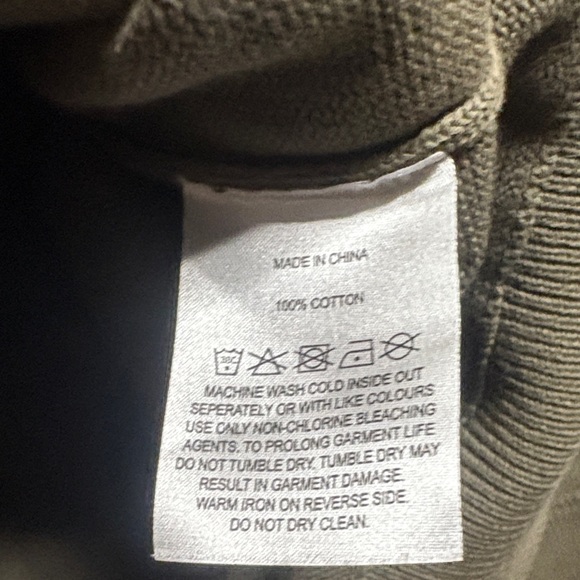 MADE IN CHINA
100% COTTON
30C
MACHINE WASH COLD INSIDE OUT
SEPERATELY OR WITH LIKE COLOURS
USE ONLY NON-CHLORINE BLEACHING
AGENTS. TO PROLONG GARMENT LIFE
DO NOT TUMBLE DRY. TUMBLE DRY MAY
RESULT IN GARMENT DAMAGE.
WARM IRON ON REVERSE SIDE.
DO NOT DRY CLEAN.